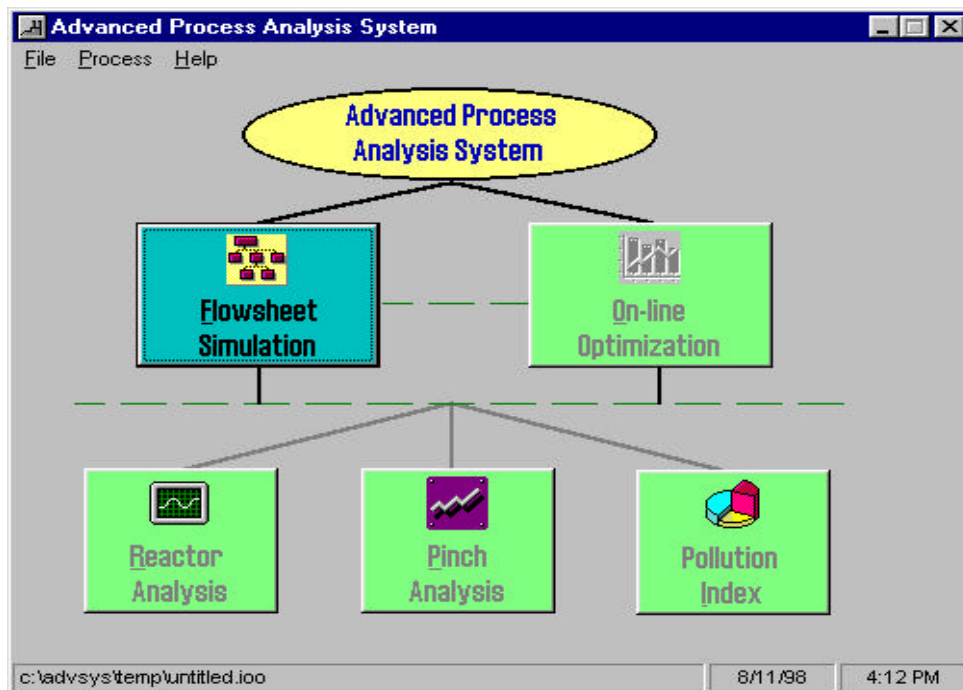 Advanced Process Analysis System
File Process Help
Advanced Process
Analysis System
Flowsheet
Simulation
On-line
Optimization
Reactor
Analysis
Pinch
Analysis
Pollution
Index
c:\advsys\temp\untitled.ioo 8/11/98 4:12 PM